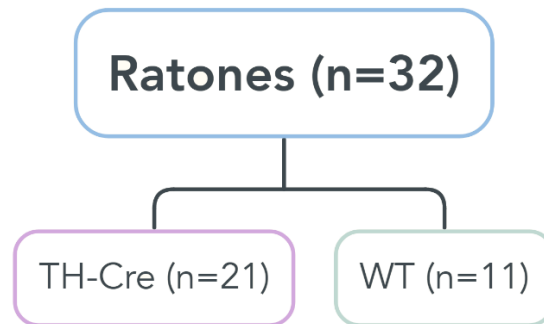 Ratones (n=32)
TH-Cre (n=21)
WT (n=11)